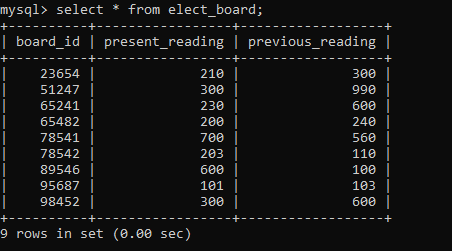 mysql> select * from elect_board;
+----------+-----------------+------------------+
| board_id | present_reading | previous_reading |
+----------+-----------------+------------------+
|    23654 |             210 |              300 |
|    51247 |             300 |              990 |
|    65241 |             230 |              600 |
|    65482 |             200 |              240 |
|    78541 |             700 |              560 |
|    78542 |             203 |              110 |
|    89546 |             600 |              100 |
|    95687 |             101 |              103 |
|    98452 |             300 |              600 |
+----------+-----------------+------------------+
9 rows in set (0.00 sec)